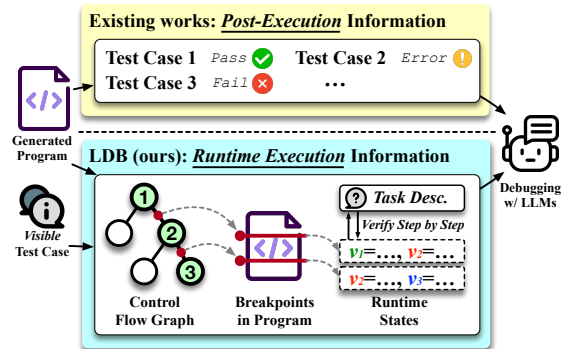 Existing works: Post-Execution Information
Test Case 1 Pass Test Case 2 Error
Test Case 3 Fail ...
Generated
Program
LDB (ours): Runtime Execution Information
Visible
Test Case
1
2
3
Control
Flow Graph
</>
Breakpoints
in Program
Task Desc.
Verify Step by Step
v1=..., v2=...
v2=..., v3=...
Runtime
States
Debugging
w/ LLMs